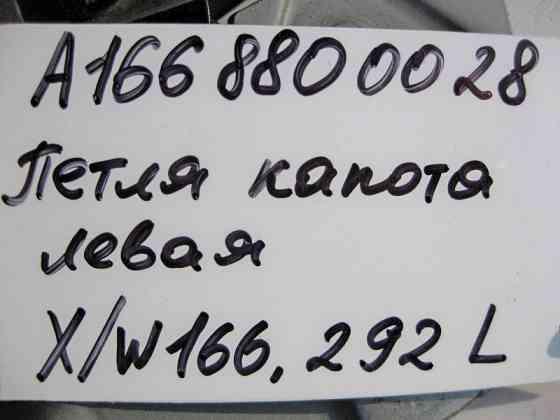 A166 880 00 28
Петля капота
левая
X/W166, 292 L